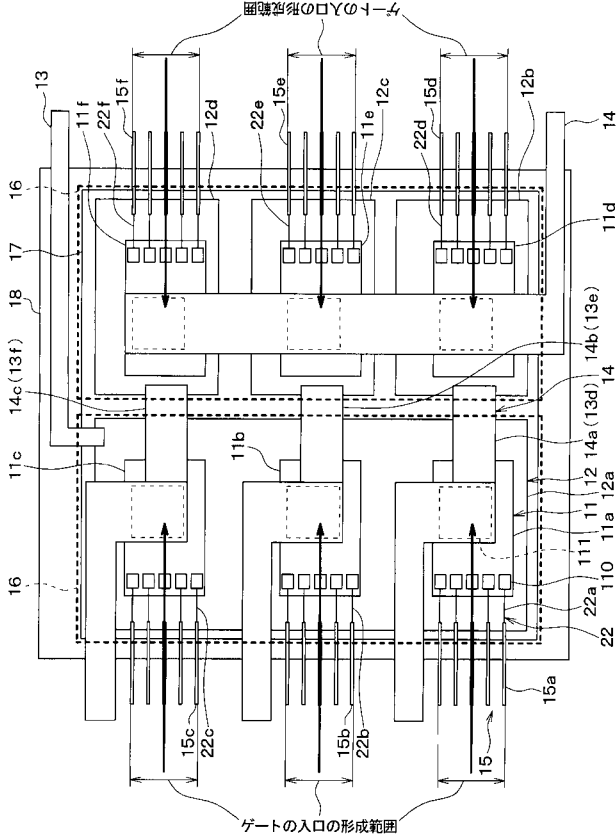 ゲートの入口の形成範囲
13
16
17
18
14c(13f)
11c
16
11f
22f
15f
12d
15c
22c
11b
22e
15e
12c
11e
14b(13e)
15b
22b
22d
15d
12b
14
11d
14
14a(13d)
12
12a
11
11a
111
110
22a
22
15a
15
ゲートの入口の形成範囲